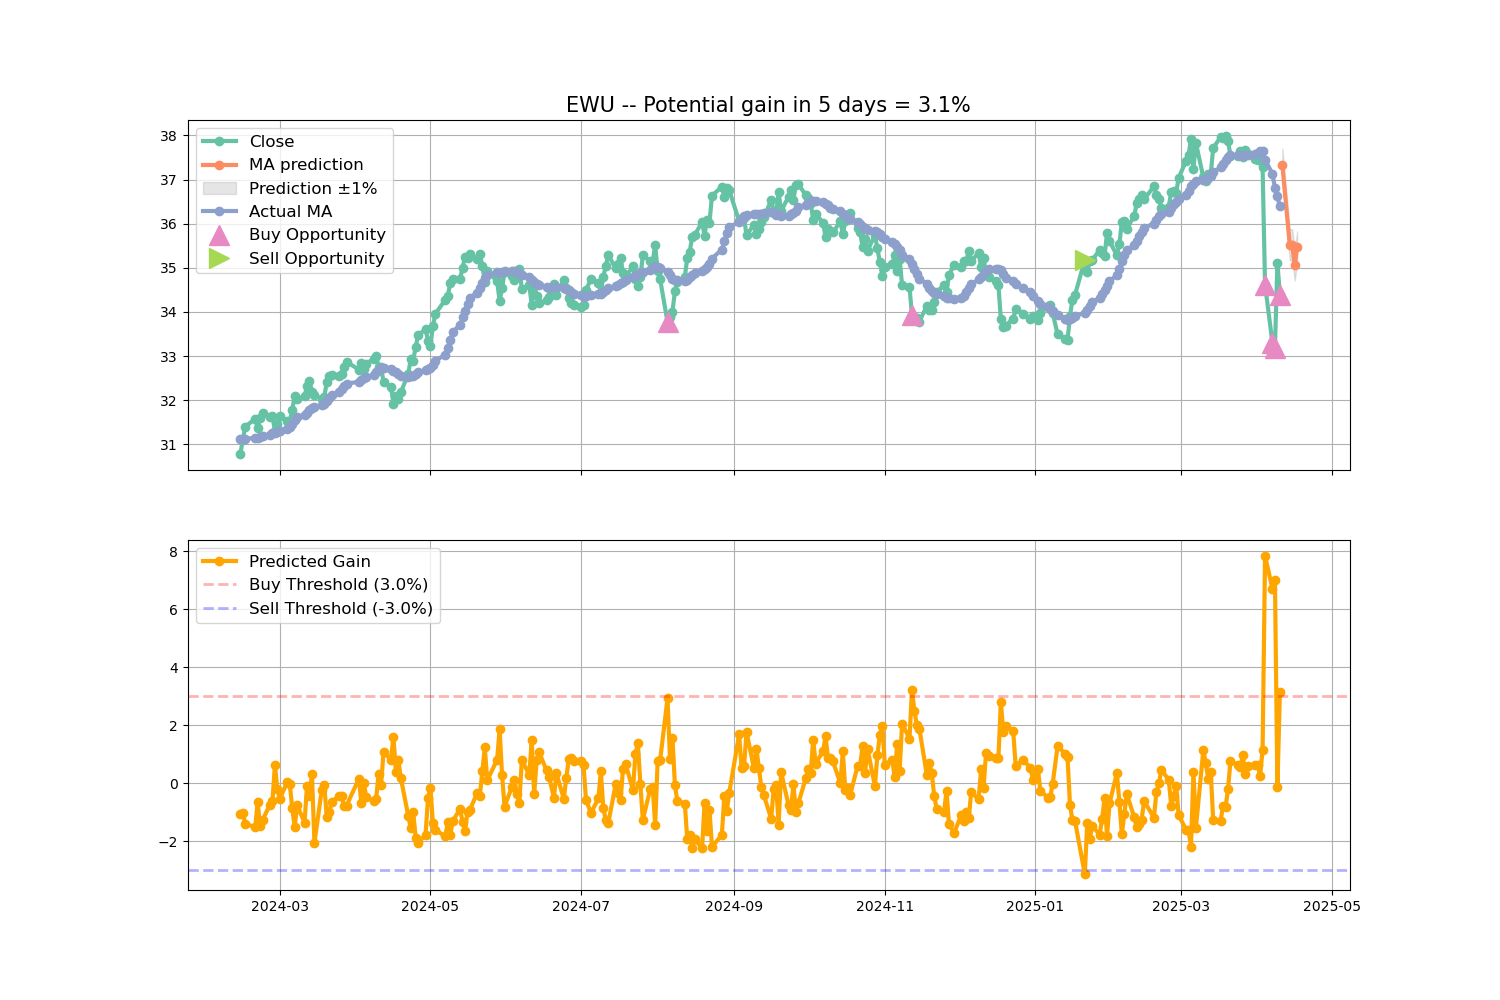 EWU -- Potential gain in 5 days = 3.1%
38
37
36
35
34
33
32
31
Close
MA prediction
Prediction ±1%
Actual MA
Buy Opportunity
Sell Opportunity
8
6
4
2
0
−2
Predicted Gain
Buy Threshold (3.0%)
Sell Threshold (-3.0%)
2024-03
2024-05
2024-07
2024-09
2024-11
2025-01
2025-03
2025-05